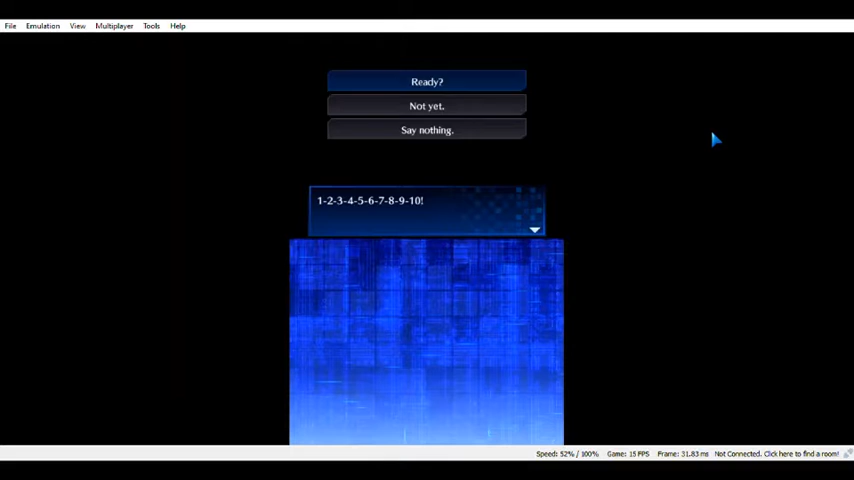 File Emulation View Multiplayer Tools Help
Ready?
Not yet.
Say nothing.
1-2-3-4-5-6-7-8-9-10!
Speed: 52% / 100% Game: 15 FPS Frame: 31.83 ms Not Connected. Click here to find a room!